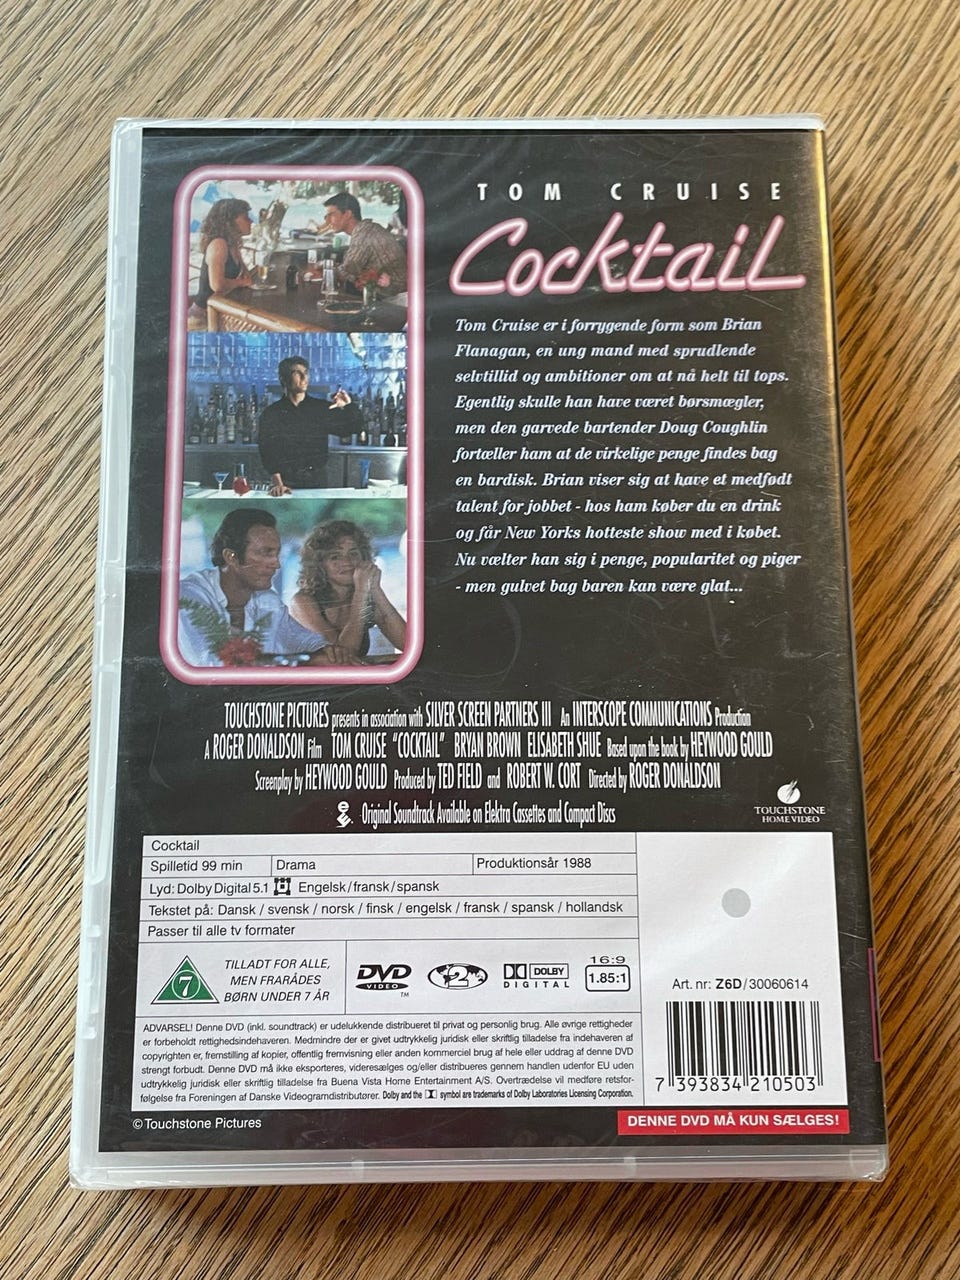 TOM CRUISE
Cocktail
Tom Cruise er i forrygende form som Brian
Flanagan, en ung mand med sprudlende
selvtillid og ambitioner om at nå helt til tops.
Egentlig skulle han have været børsmægler,
men den garvede bartender Doug Coughlin
fortæller ham at de virkelige penge findes bag
en bardisk. Brian viser sig at have et medfødt
talent for jobbet - hos ham køber du en drink
og får New Yorks hotteste show med i købet.
Nu vælter han sig i penge, popularitet og piger
- men gulvet bag baren kan være glat...
TOUCHSTONE PICTURES presents in association with SILVER SCREEN PARTNERS III An INTERSCOPE COMMUNICATIONS Production
A ROGER DONALDSON Film TOM CRUISE "COCKTAIL" BRYAN BROWN ELISABETH SHUE Based upon the book by HEYWOOD GOULD
Screenplay by HEYWOOD GOULD Produced by TED FIELD and ROBERT W. CORT Directed by ROGER DONALDSON
Original Soundtrack Available on Elektra Cassettes and Compact Discs
TOUCHSTONE
HOME VIDEO
Cocktail
Spilletid 99 min Drama Produktionsår 1988
Lyd: Dolby Digital 5.1 Engelsk/fransk/spansk
Tekstet på: Dansk / svensk / norsk / finsk / engelsk / fransk / spansk / hollandsk
Passer til alle tv formater
7
TILLADT FOR ALLE,
MEN FRARÅDES
BØRN UNDER 7 ÅR
DVD
VIDEO
TM
2
DOLBY
DIGITAL
16:9
1.85:1
Art. nr: Z6D/30060614
7 393834 210503
ADVARSEL! Denne DVD (inkl. soundtrack) er udelukkende distribueret til privat og personlig brug. Alle øvrige rettigheder
er forbeholdt rettighedsindehaveren. Medmindre der er givet udtrykkelig juridisk eller skriftlig tilladelse fra indehaveren af
copyrighten er, fremstilling af kopier, offentlig fremvisning eller anden kommerciel brug af hele eller uddrag af denne DVD
strengt forbudt. Denne DVD må ikke eksporteres, videresælges og/eller distribueres gennem handlen udenfor EU uden
udtrykkelig juridisk eller skriftlig tilladelse fra Buena Vista Home Entertainment A/S. Overtrædelse vil medføre retsfor-
følgelse fra Foreningen af Danske Videogramdistributører. Dolby and the symbol are trademarks of Dolby Laboratories Licensing Corporation.
© Touchstone Pictures
DENNE DVD MÅ KUN SÆLGES!